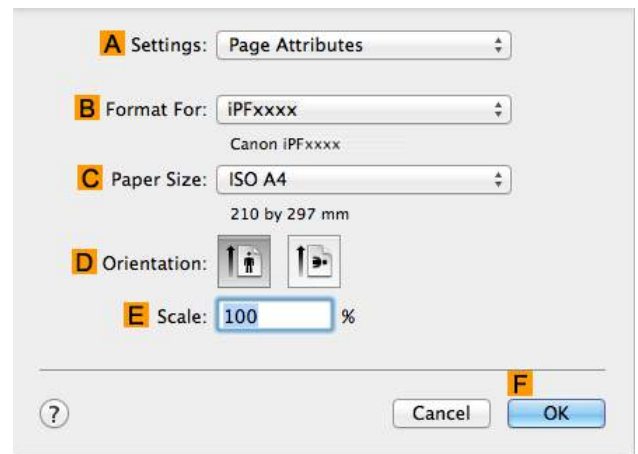 A Settings: Page Attributes
B Format For: iPFxxxx
Canon iPFxxxx
C Paper Size: ISO A4
210 by 297 mm
D Orientation:
E Scale: 100 %
F
? Cancel OK